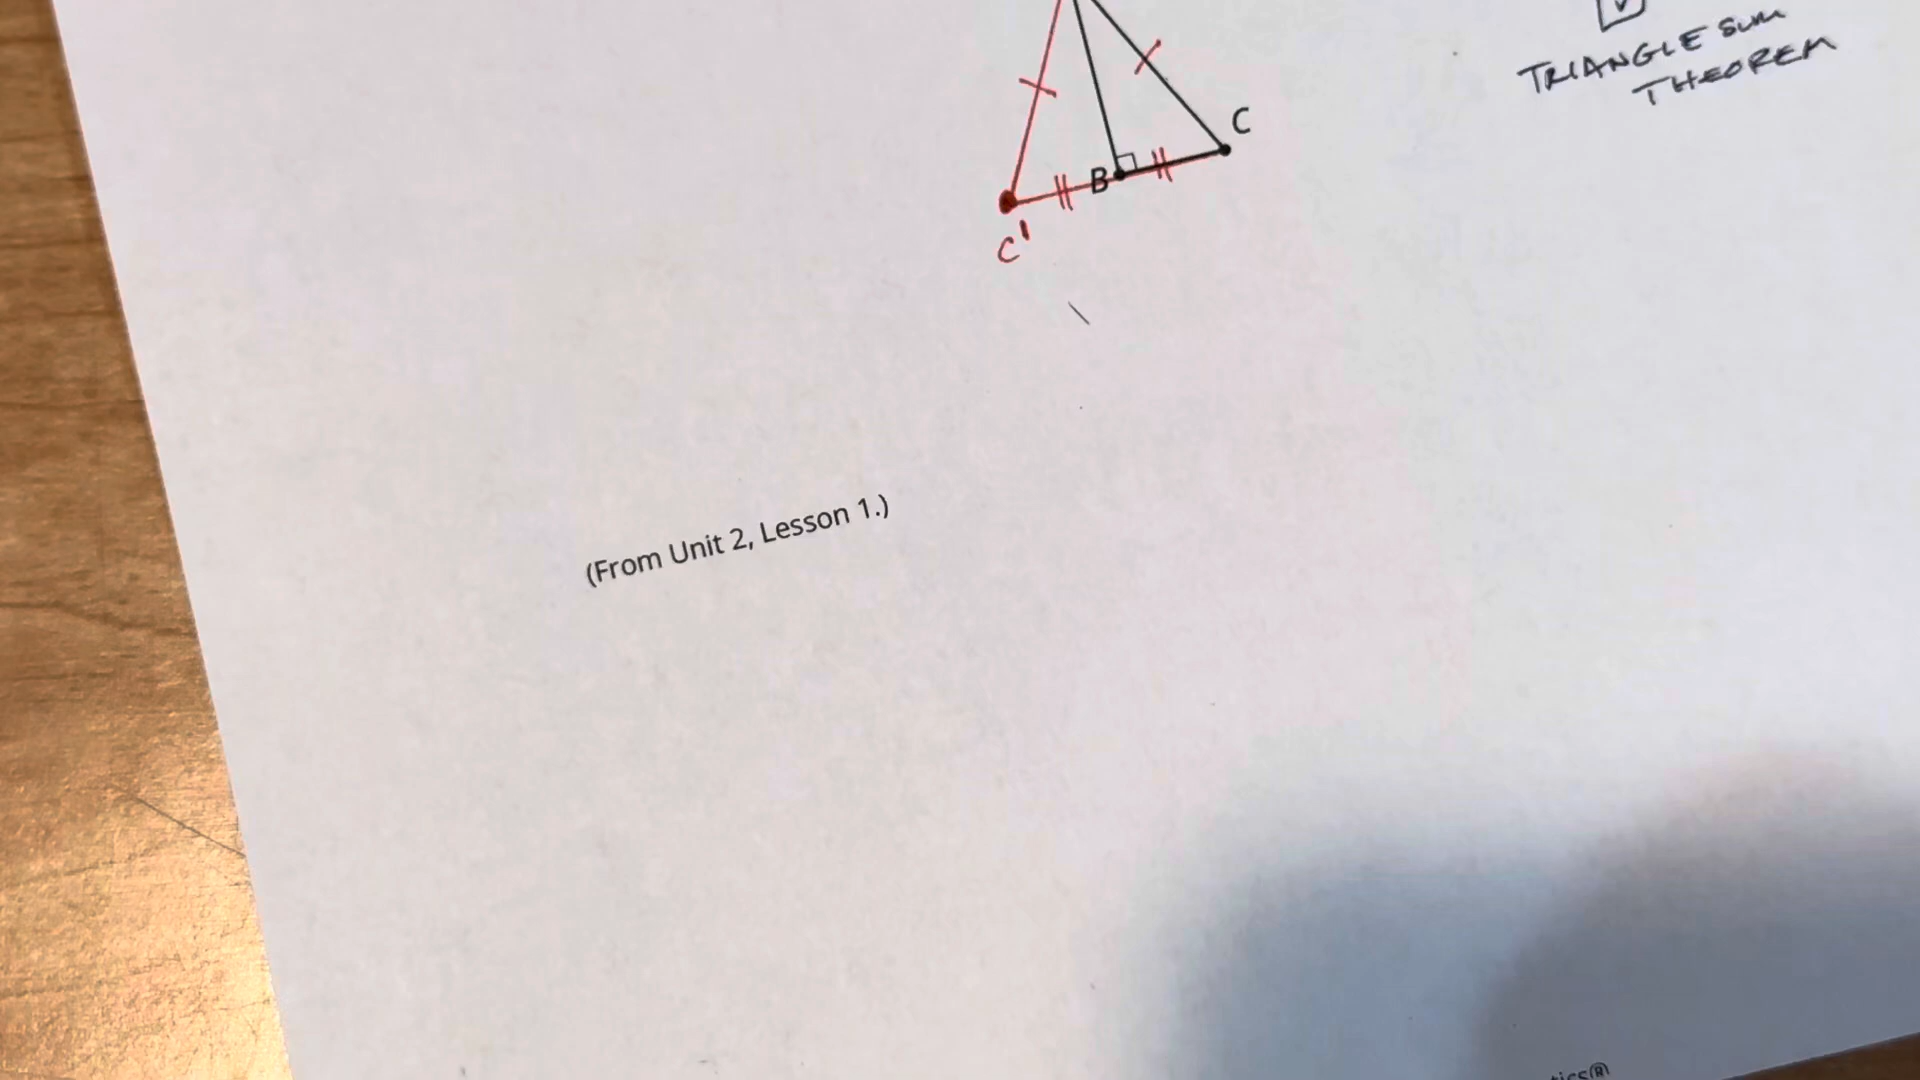 TRIANGLE SUM
THEOREM
C
B
C'
(From Unit 2, Lesson 1.)